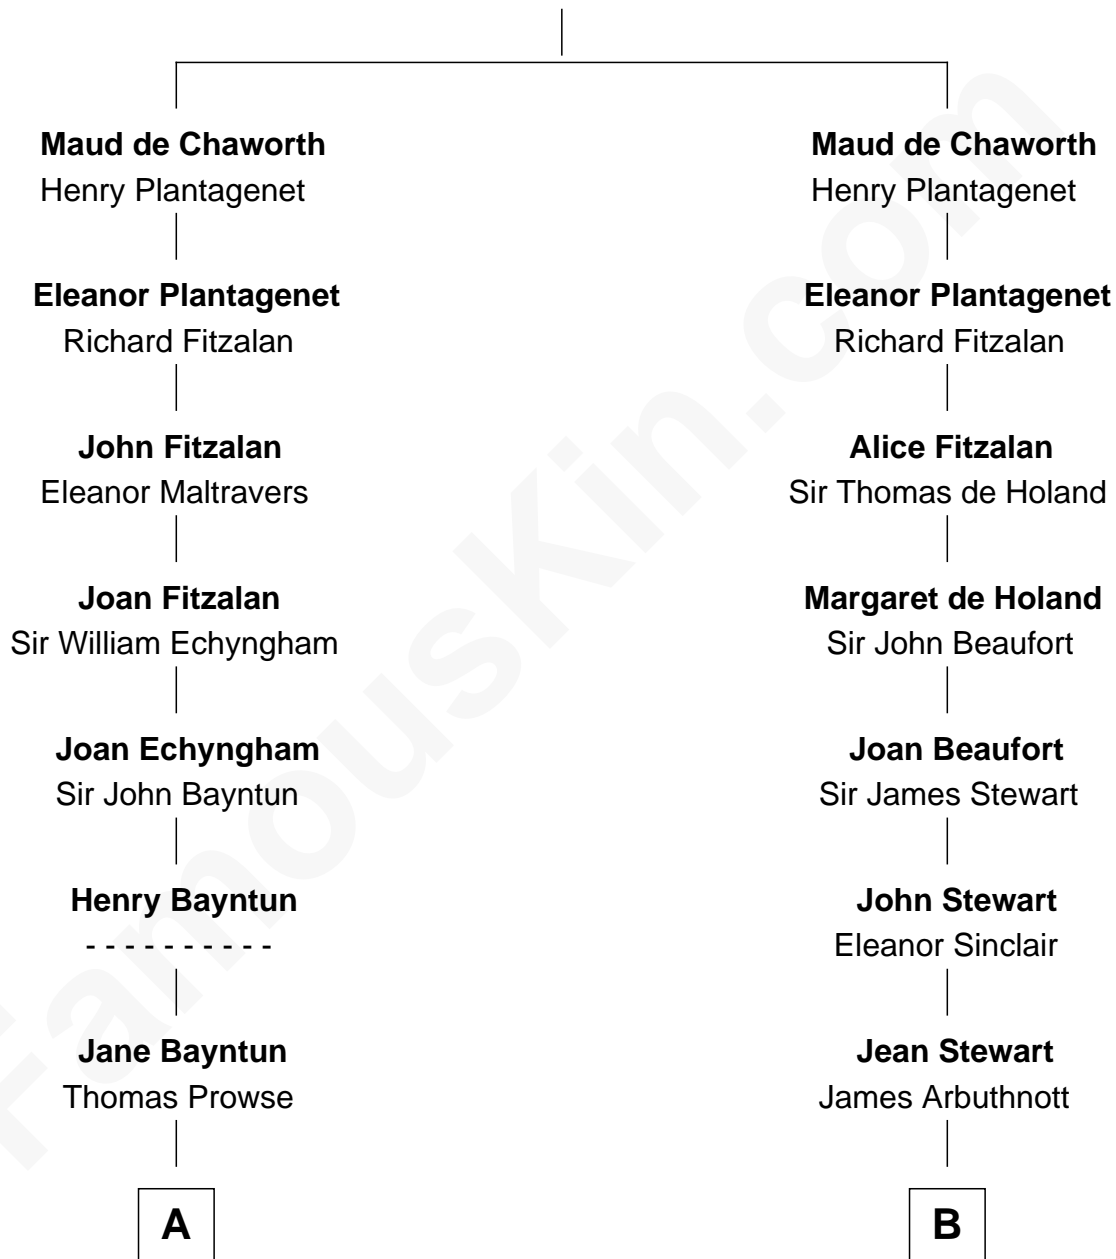 Maud de Chaworth
Henry Plantagenet
Eleanor Plantagenet
Richard Fitzalan
John Fitzalan
Eleanor Maltravers
Joan Fitzalan
Sir William Echyngham
Joan Echyngham
Sir John Bayntun
Henry Bayntun
- - - - - - - - - -
Jane Bayntun
Thomas Prowse
A
Maud de Chaworth
Henry Plantagenet
Eleanor Plantagenet
Richard Fitzalan
Alice Fitzalan
Sir Thomas de Holand
Margaret de Holand
Sir John Beaufort
Joan Beaufort
Sir James Stewart
John Stewart
Eleanor Sinclair
Jean Stewart
James Arbuthnott
B
FamousKin.com